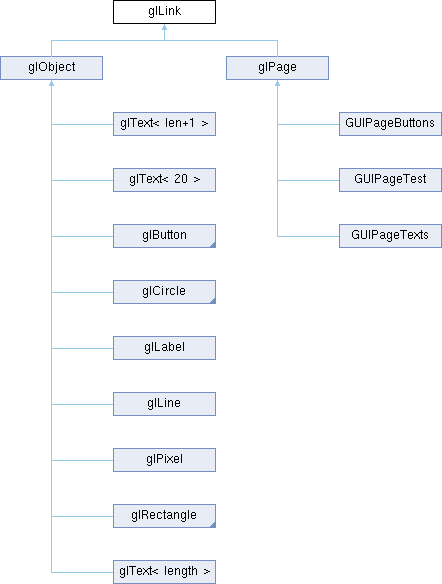 glLink
glObject
glPage
glText< len+1 >
GUIPageButtons
glText< 20 >
GUIPageTest
glButton
GUIPageTexts
glCircle
glLabel
glLine
glPixel
glRectangle
glText< length >